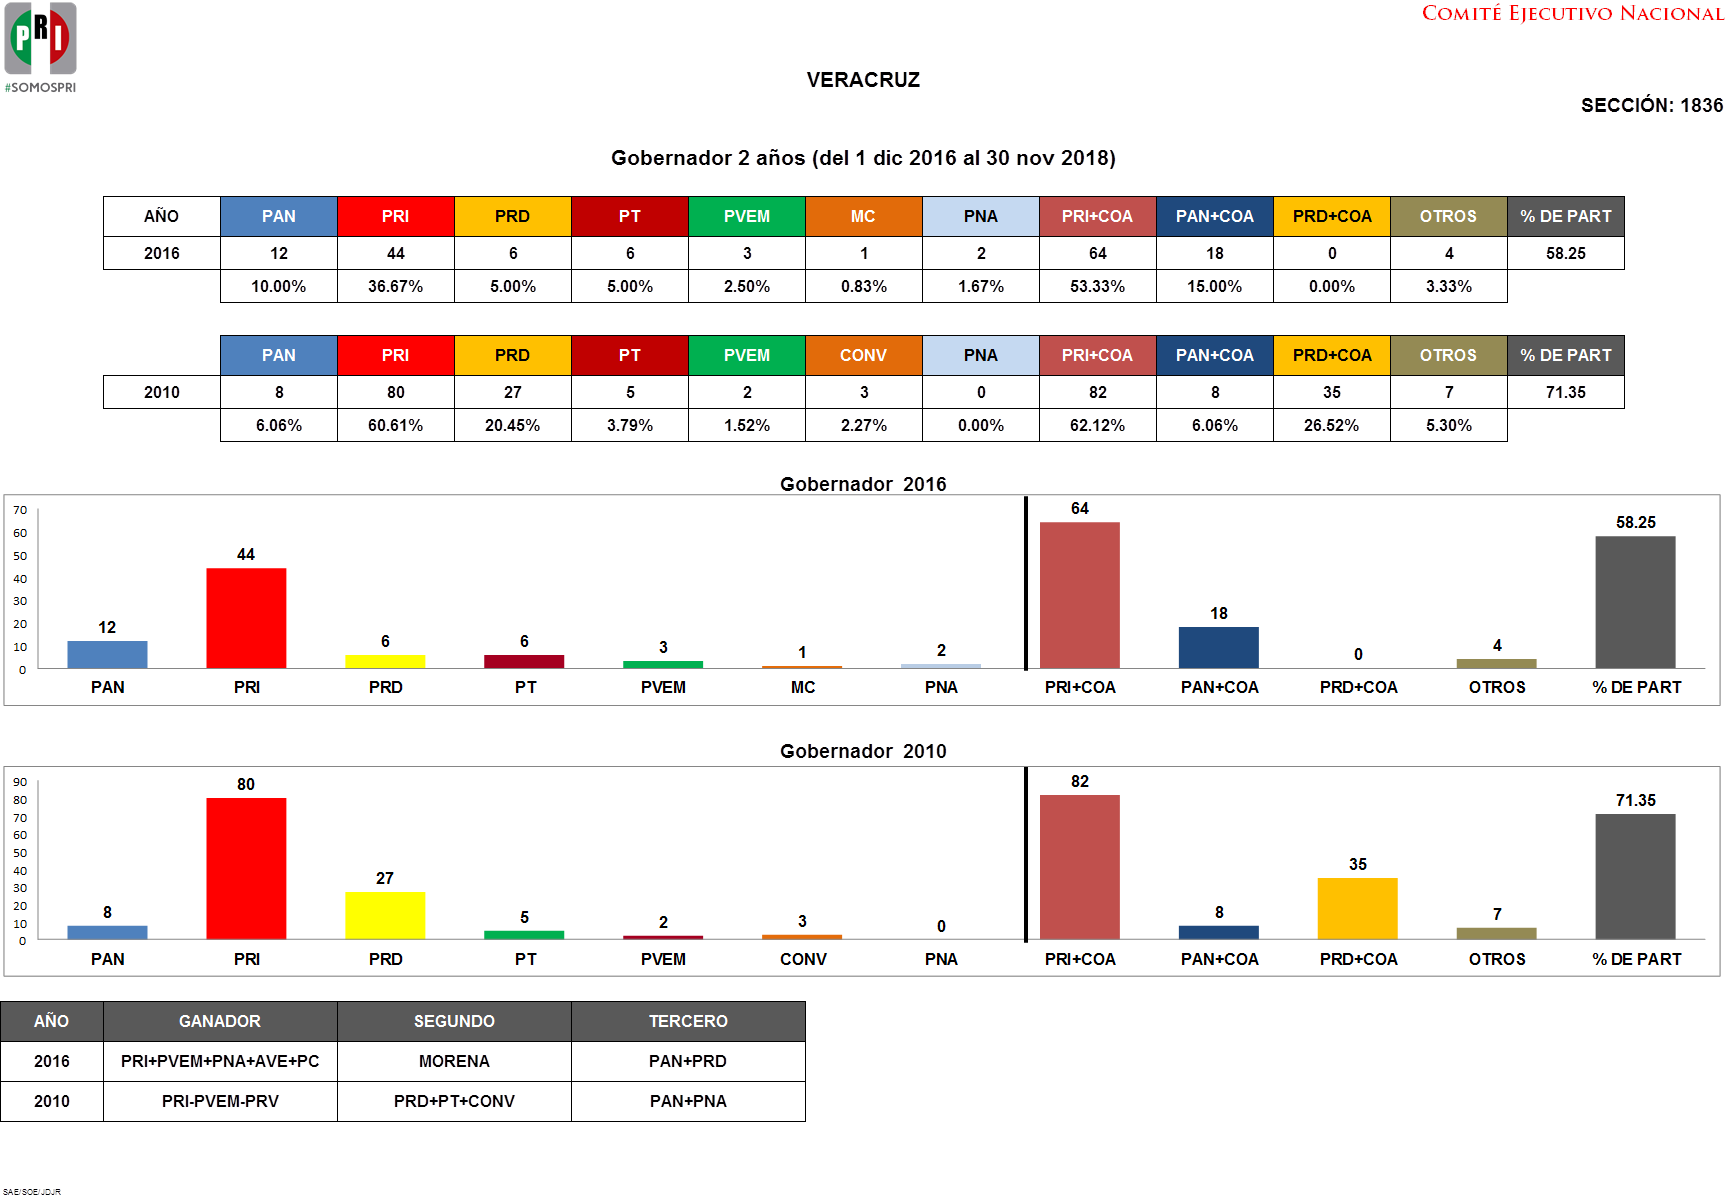 PRI
#SOMOSPRI
COMITÉ EJECUTIVO NACIONAL
VERACRUZ
SECCIÓN: 1836
Gobernador 2 años (del 1 dic 2016 al 30 nov 2018)
AÑO PAN PRI PRD PT PVEM MC PNA PRI+COA PAN+COA PRD+COA OTROS % DE PART
2016 12 44 6 6 3 1 2 64 18 0 4 58.25
10.00% 36.67% 5.00% 5.00% 2.50% 0.83% 1.67% 53.33% 15.00% 0.00% 3.33%
PAN PRI PRD PT PVEM CONV PNA PRI+COA PAN+COA PRD+COA OTROS % DE PART
2010 8 80 27 5 2 3 0 82 8 35 7 71.35
6.06% 60.61% 20.45% 3.79% 1.52% 2.27% 0.00% 62.12% 6.06% 26.52% 5.30%
Gobernador 2016
70
60
50
40
30
20
10
0
12 44 6 6 3 1 2 64 18 0 4 58.25
PAN PRI PRD PT PVEM MC PNA PRI+COA PAN+COA PRD+COA OTROS % DE PART
Gobernador 2010
90
80
70
60
50
40
30
20
10
0
8 80 27 5 2 3 0 82 8 35 7 71.35
PAN PRI PRD PT PVEM CONV PNA PRI+COA PAN+COA PRD+COA OTROS % DE PART
AÑO GANADOR SEGUNDO TERCERO
2016 PRI+PVEM+PNA+AVE+PC MORENA PAN+PRD
2010 PRI-PVEM-PRV PRD+PT+CONV PAN+PNA
SAE/SOE/JDJR